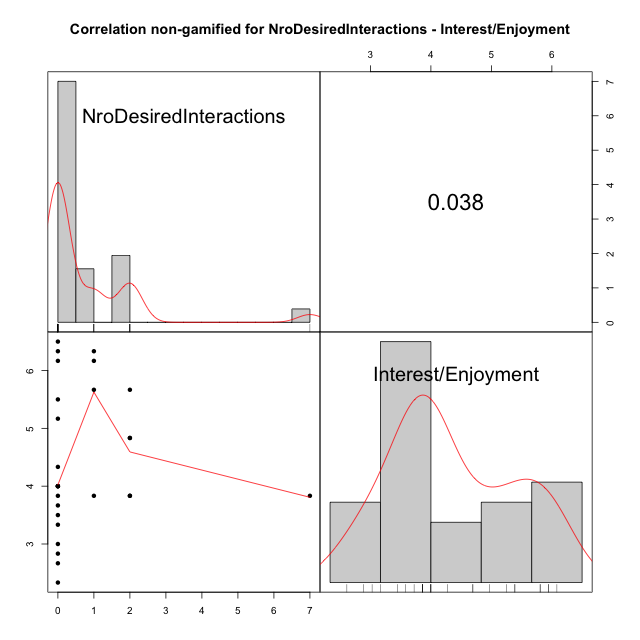 Correlation non-gamified for NroDesiredInteractions - Interest/Enjoyment
3 4 5 6
NroDesiredInteractions
0.038
0 1 2 3 4 5 6 7
Interest/Enjoyment
3 4 5 6
0 1 2 3 4 5 6 7